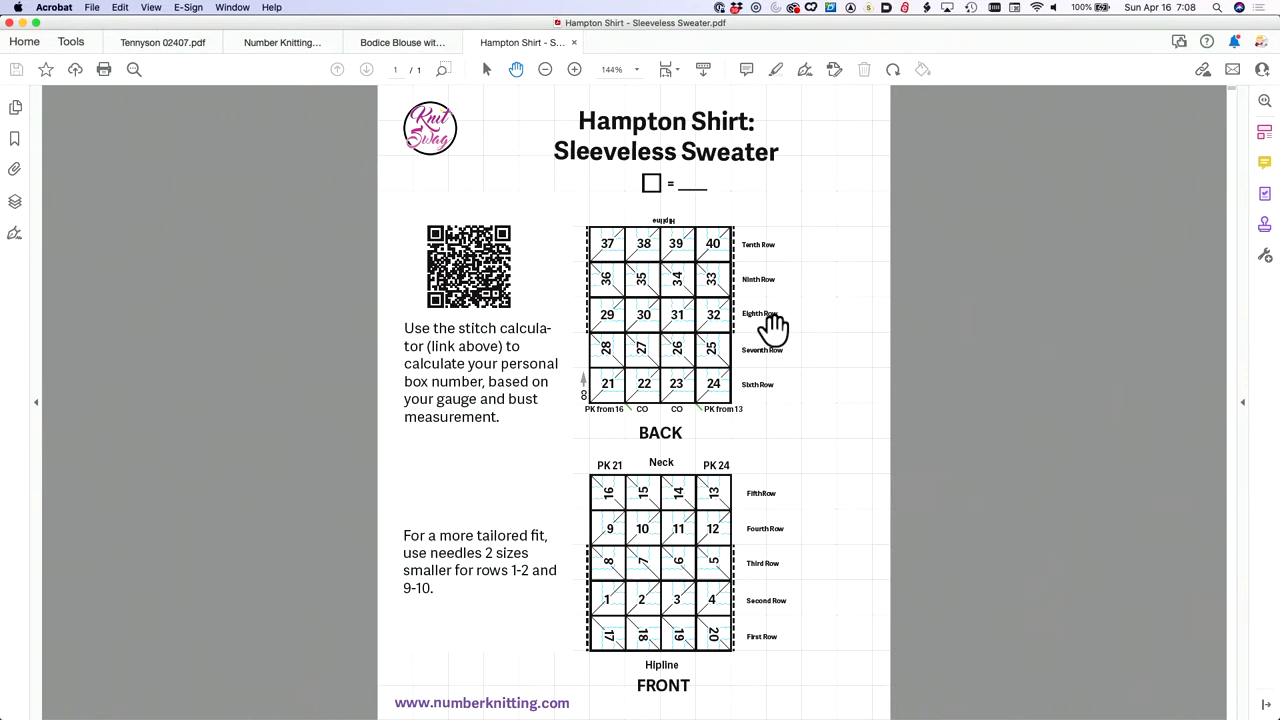 Acrobat File Edit View E-Sign Window Help 100% Sun Apr 16 7:08
Hampton Shirt - Sleeveless Sweater.pdf
Home Tools Tennyson 02407.pdf Number Knitting... Bodice Blouse wit... Hampton Shirt - S... ×
1 / 1 144%
Knit Swag
Hampton Shirt:
Sleeveless Sweater
= ____
Hipline
37 38 39 40 Tenth Row
36 35 34 33 Ninth Row
29 30 31 32 Eighth Row
28 27 26 25 Seventh Row
21 22 23 24 Sixth Row
PK from 16 CO CO PK from 13
BACK
Use the stitch calcula-
tor (link above) to
calculate your personal
box number, based on
your gauge and bust
measurement.
PK 21 Neck PK 24
16 15 14 13 Fifth Row
9 10 11 12 Fourth Row
8 7 6 5 Third Row
1 2 3 4 Second Row
17 18 19 20 First Row
Hipline
FRONT
For a more tailored fit,
use needles 2 sizes
smaller for rows 1-2 and
9-10.
www.numberknitting.com